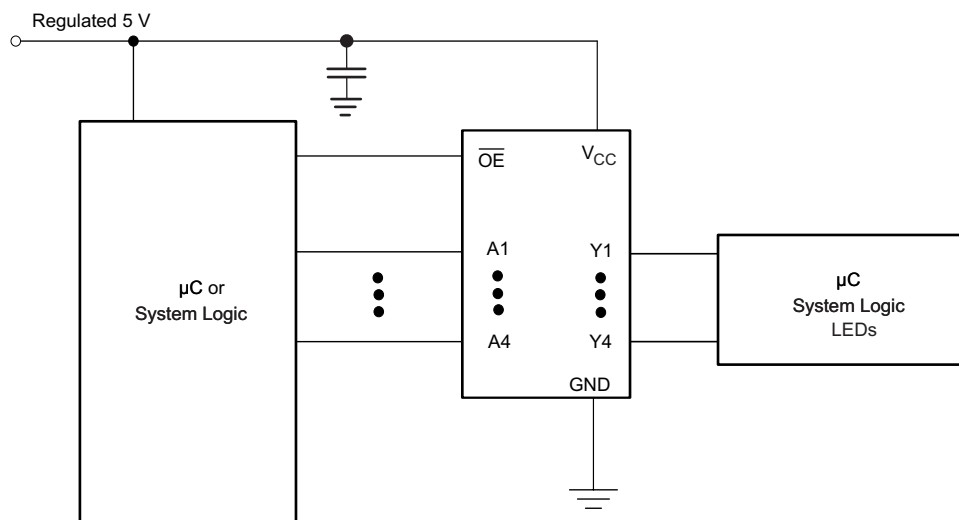 Regulated 5 V
OE
VCC
A1
Y1
A4
Y4
GND
µC or
System Logic
µC
System Logic
LEDs